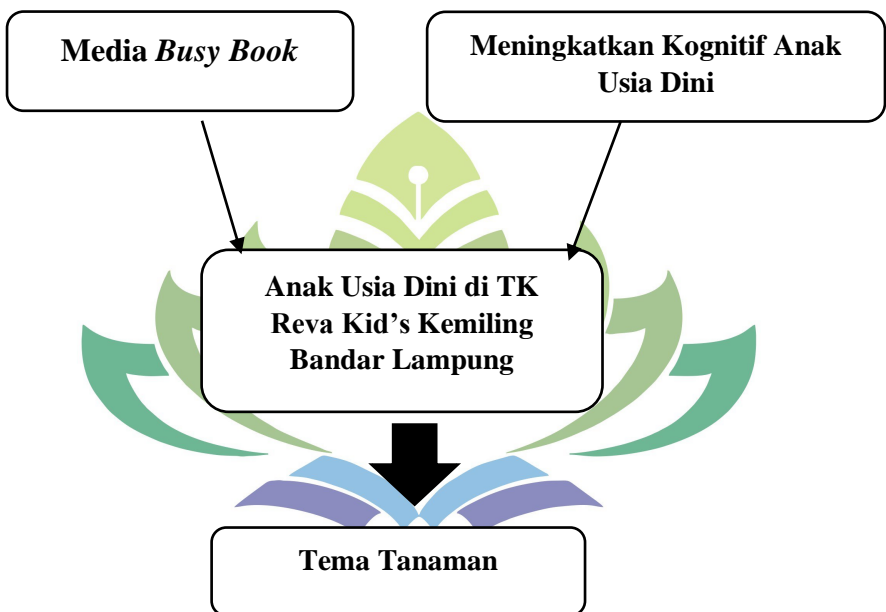 Media Busy Book
Meningkatkan Kognitif Anak
Usia Dini
Anak Usia Dini di TK
Reva Kid’s Kemiling
Bandar Lampung
Tema Tanaman